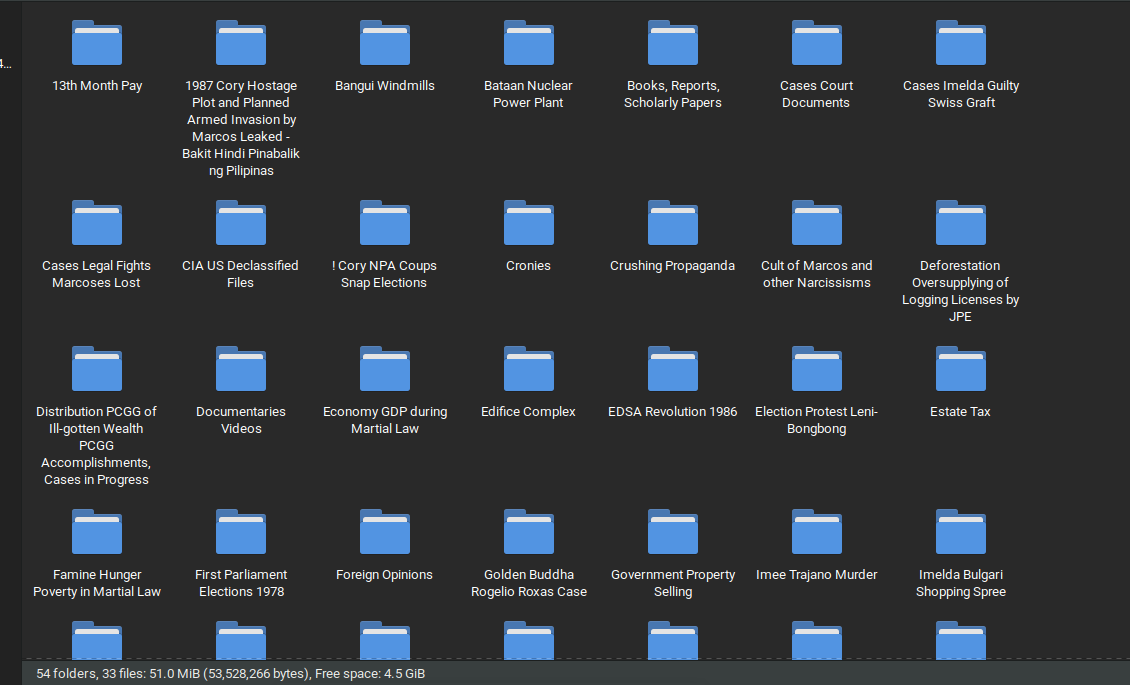 4...
13th Month Pay
1987 Cory Hostage
Plot and Planned
Armed Invasion by
Marcos Leaked -
Bakit Hindi Pinabalik
ng Pilipinas
Bangui Windmills
Bataan Nuclear
Power Plant
Books, Reports,
Scholarly Papers
Cases Court
Documents
Cases Imelda Guilty
Swiss Graft
Cases Legal Fights
Marcoses Lost
CIA US Declassified
Files
! Cory NPA Coups
Snap Elections
Cronies
Crushing Propaganda
Cult of Marcos and
other Narcissisms
Deforestation
Oversupplying of
Logging Licenses by
JPE
Distribution PCGG of
Ill-gotten Wealth
PCGG
Accomplishments,
Cases in Progress
Documentaries
Videos
Economy GDP during
Martial Law
Edifice Complex
EDSA Revolution 1986
Election Protest Leni-
Bongbong
Estate Tax
Famine Hunger
Poverty in Martial Law
First Parliament
Elections 1978
Foreign Opinions
Golden Buddha
Rogelio Roxas Case
Government Property
Selling
Imee Trajano Murder
Imelda Bulgari
Shopping Spree
54 folders, 33 files: 51.0 MiB (53,528,266 bytes), Free space: 4.5 GiB